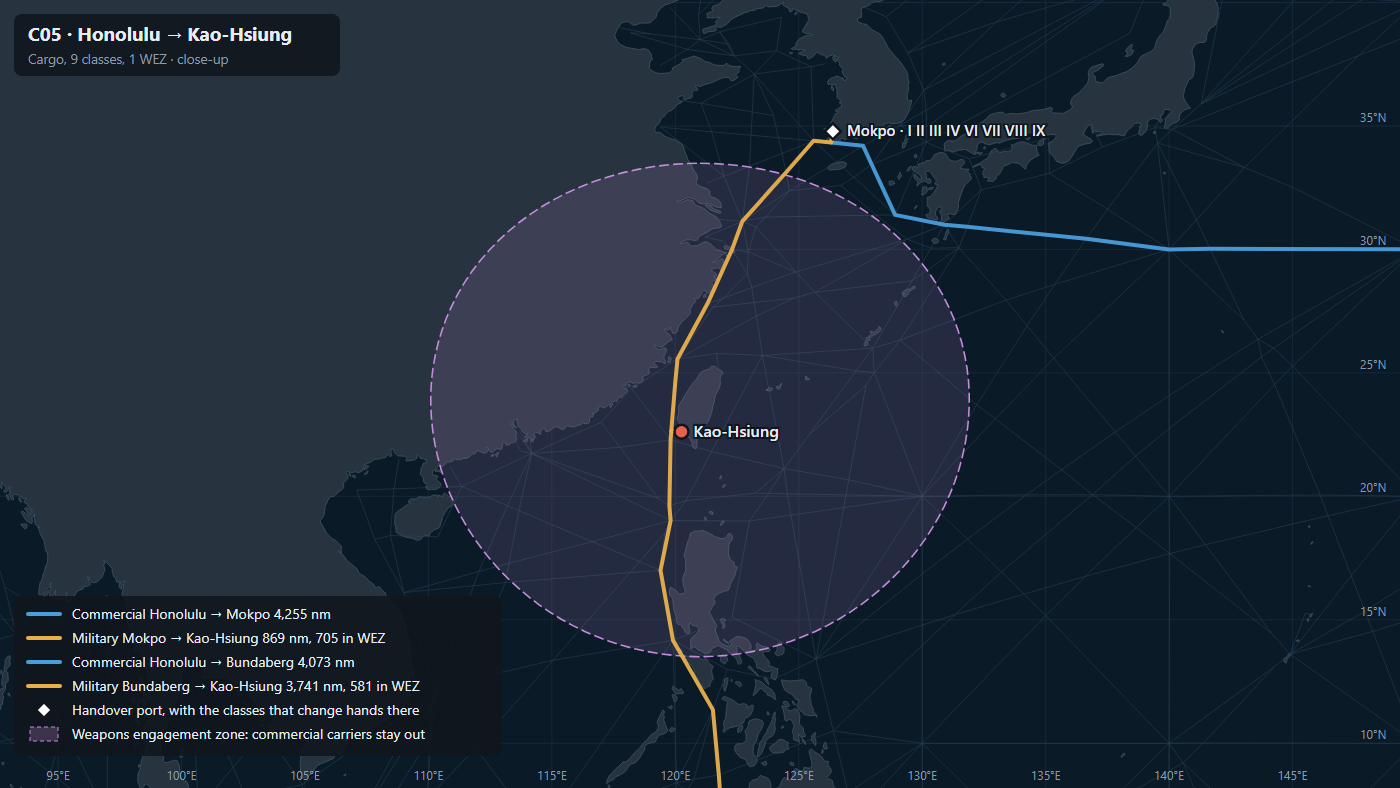 C05 · Honolulu → Kao-Hsiung
Cargo, 9 classes, 1 WEZ · close-up
Mokpo · I II III IV VI VII VIII IX
35°N
30°N
25°N
Kao-Hsiung
20°N
15°N
10°N
Commercial Honolulu → Mokpo 4,255 nm
Military Mokpo → Kao-Hsiung 869 nm, 705 in WEZ
Commercial Honolulu → Bundaberg 4,073 nm
Military Bundaberg → Kao-Hsiung 3,741 nm, 581 in WEZ
Handover port, with the classes that change hands there
Weapons engagement zone: commercial carriers stay out
95°E 100°E 105°E 110°E 115°E 120°E 125°E 130°E 135°E 140°E 145°E